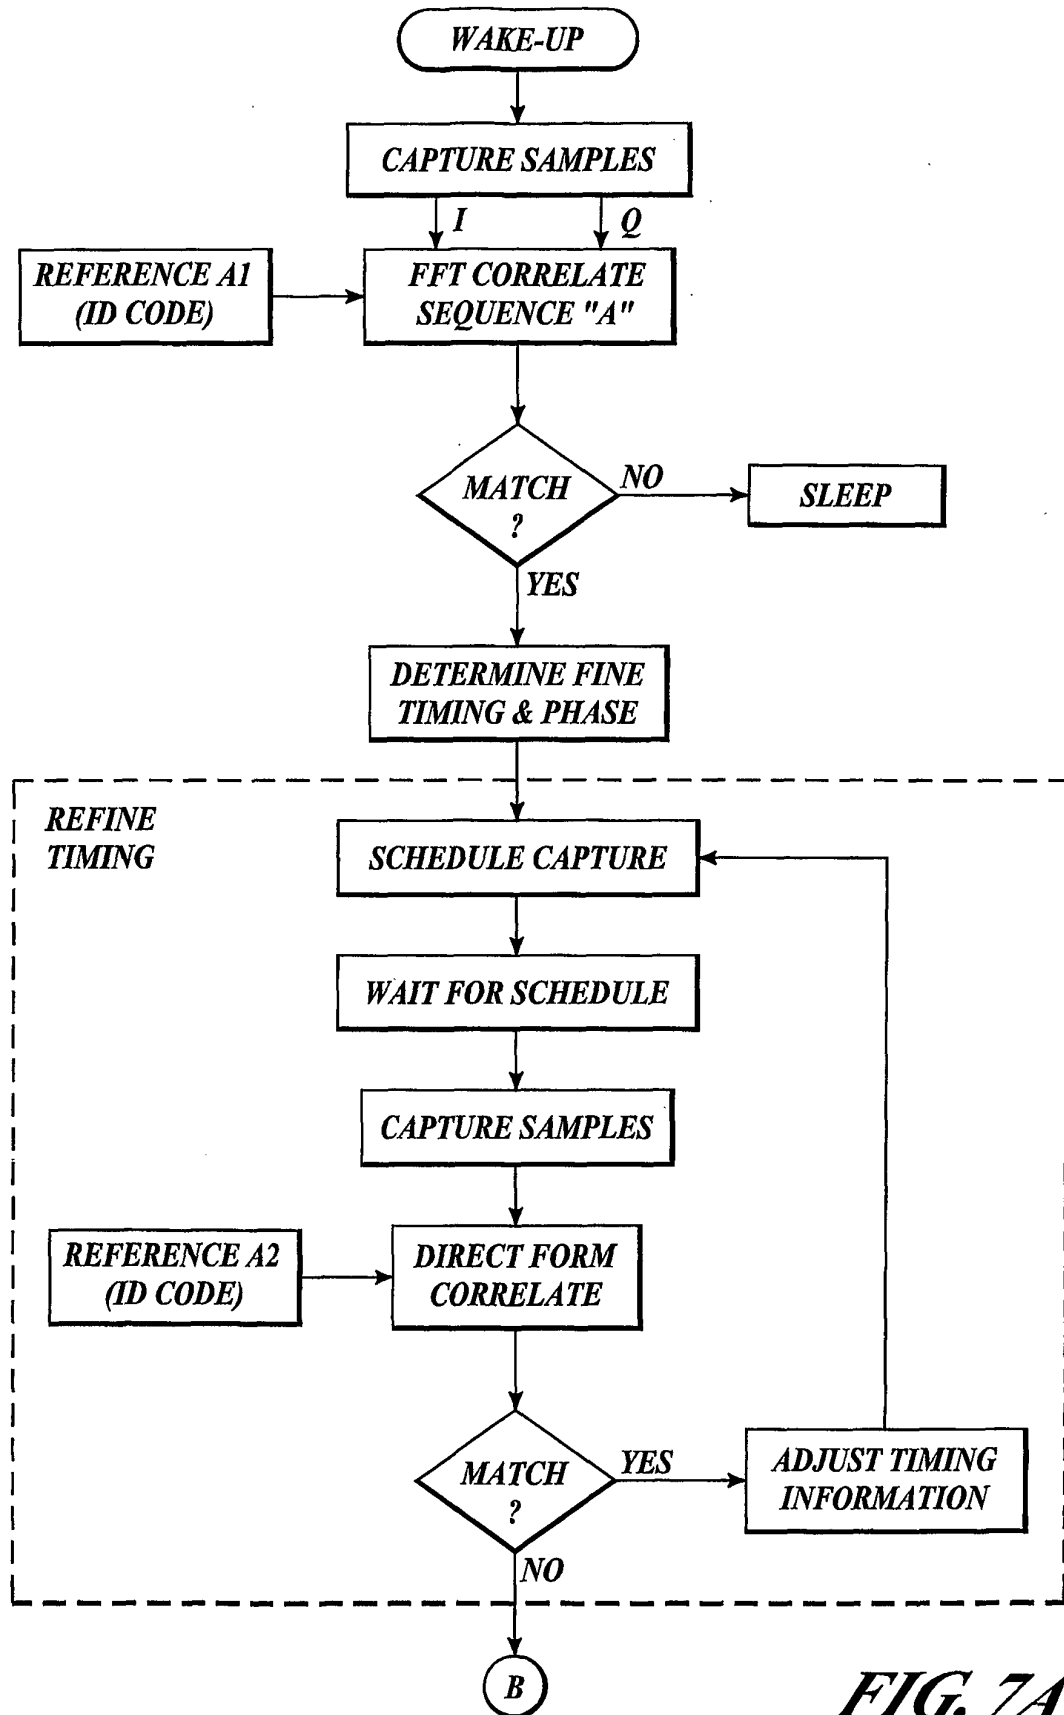 WAKE-UP
CAPTURE SAMPLES
I
Q
REFERENCE A1
(ID CODE)
FFT CORRELATE
SEQUENCE "A"
MATCH
?
NO
SLEEP
YES
DETERMINE FINE
TIMING & PHASE
REFINE
TIMING
SCHEDULE CAPTURE
WAIT FOR SCHEDULE
CAPTURE SAMPLES
REFERENCE A2
(ID CODE)
DIRECT FORM
CORRELATE
MATCH
?
YES
ADJUST TIMING
INFORMATION
NO
B
FIG. 7A